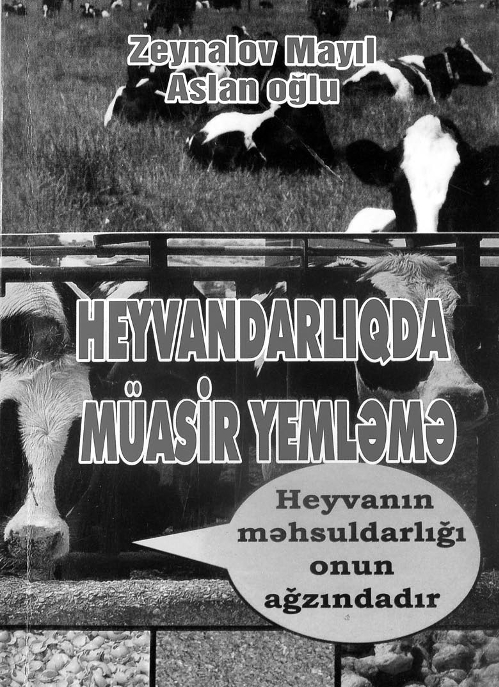 Zeynalov Mayıl
Aslan oğlu
HEYVANDARLIQDA
MÜASİR YEMLƏMƏ
Heyvanın
məhsuldarlığı
onun
ağzındadır